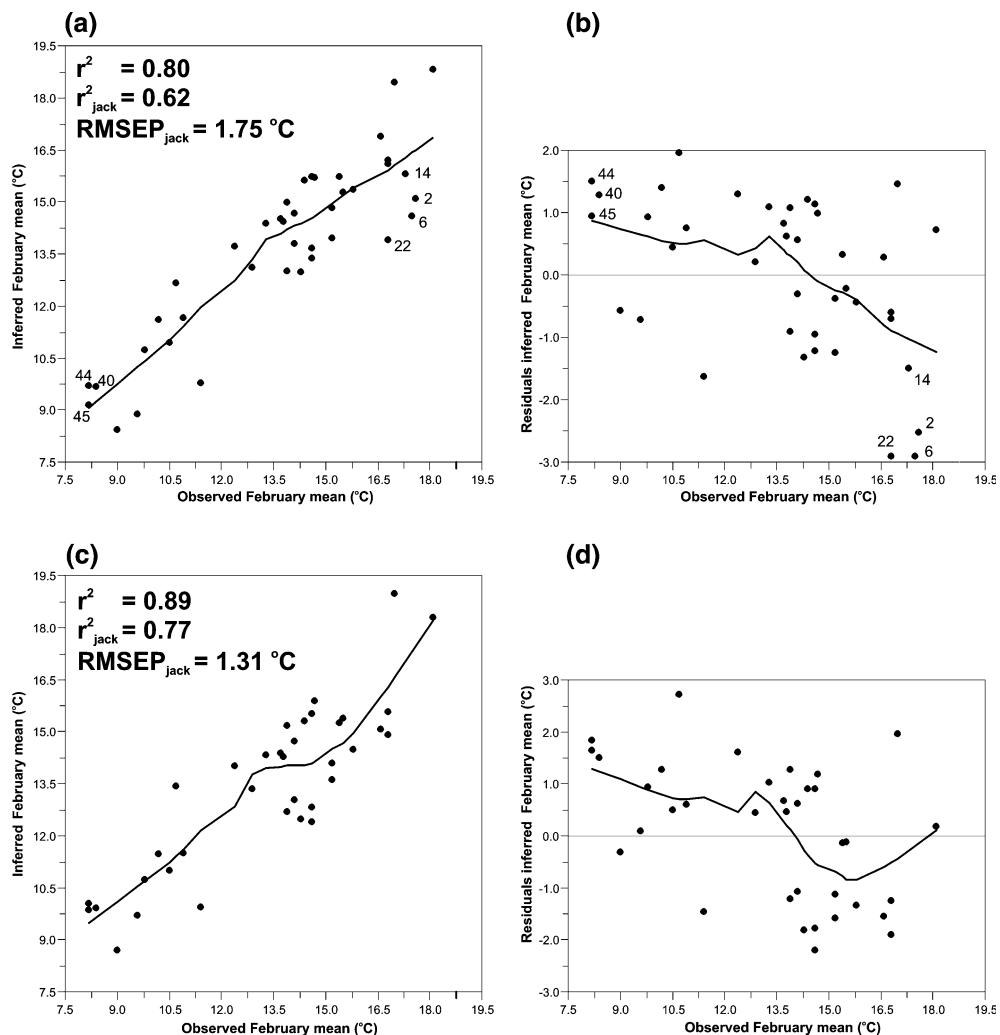 (a)
r² = 0.80
r²jack = 0.62
RMSEPjack = 1.75 °C
19.5
18.0
16.5
15.0
13.5
12.0
10.5
9.0
7.5
Inferred February mean (°C)
14
2
6
22
44
40
45
7.5 9.0 10.5 12.0 13.5 15.0 16.5 18.0 19.5
Observed February mean (°C)
(b)
2.0
1.0
0.0
-1.0
-2.0
-3.0
Residuals inferred February mean (°C)
44
40
45
14
2
22
6
7.5 9.0 10.5 12.0 13.5 15.0 16.5 18.0 19.5
Observed February mean (°C)
(c)
r² = 0.89
r²jack = 0.77
RMSEPjack = 1.31 °C
19.5
18.0
16.5
15.0
13.5
12.0
10.5
9.0
7.5
Inferred February mean (°C)
7.5 9.0 10.5 12.0 13.5 15.0 16.5 18.0 19.5
Observed February mean (°C)
(d)
3.0
2.0
1.0
0.0
-1.0
-2.0
-3.0
Residuals inferred February mean (°C)
7.5 9.0 10.5 12.0 13.5 15.0 16.5 18.0 19.5
Observed February mean (°C)